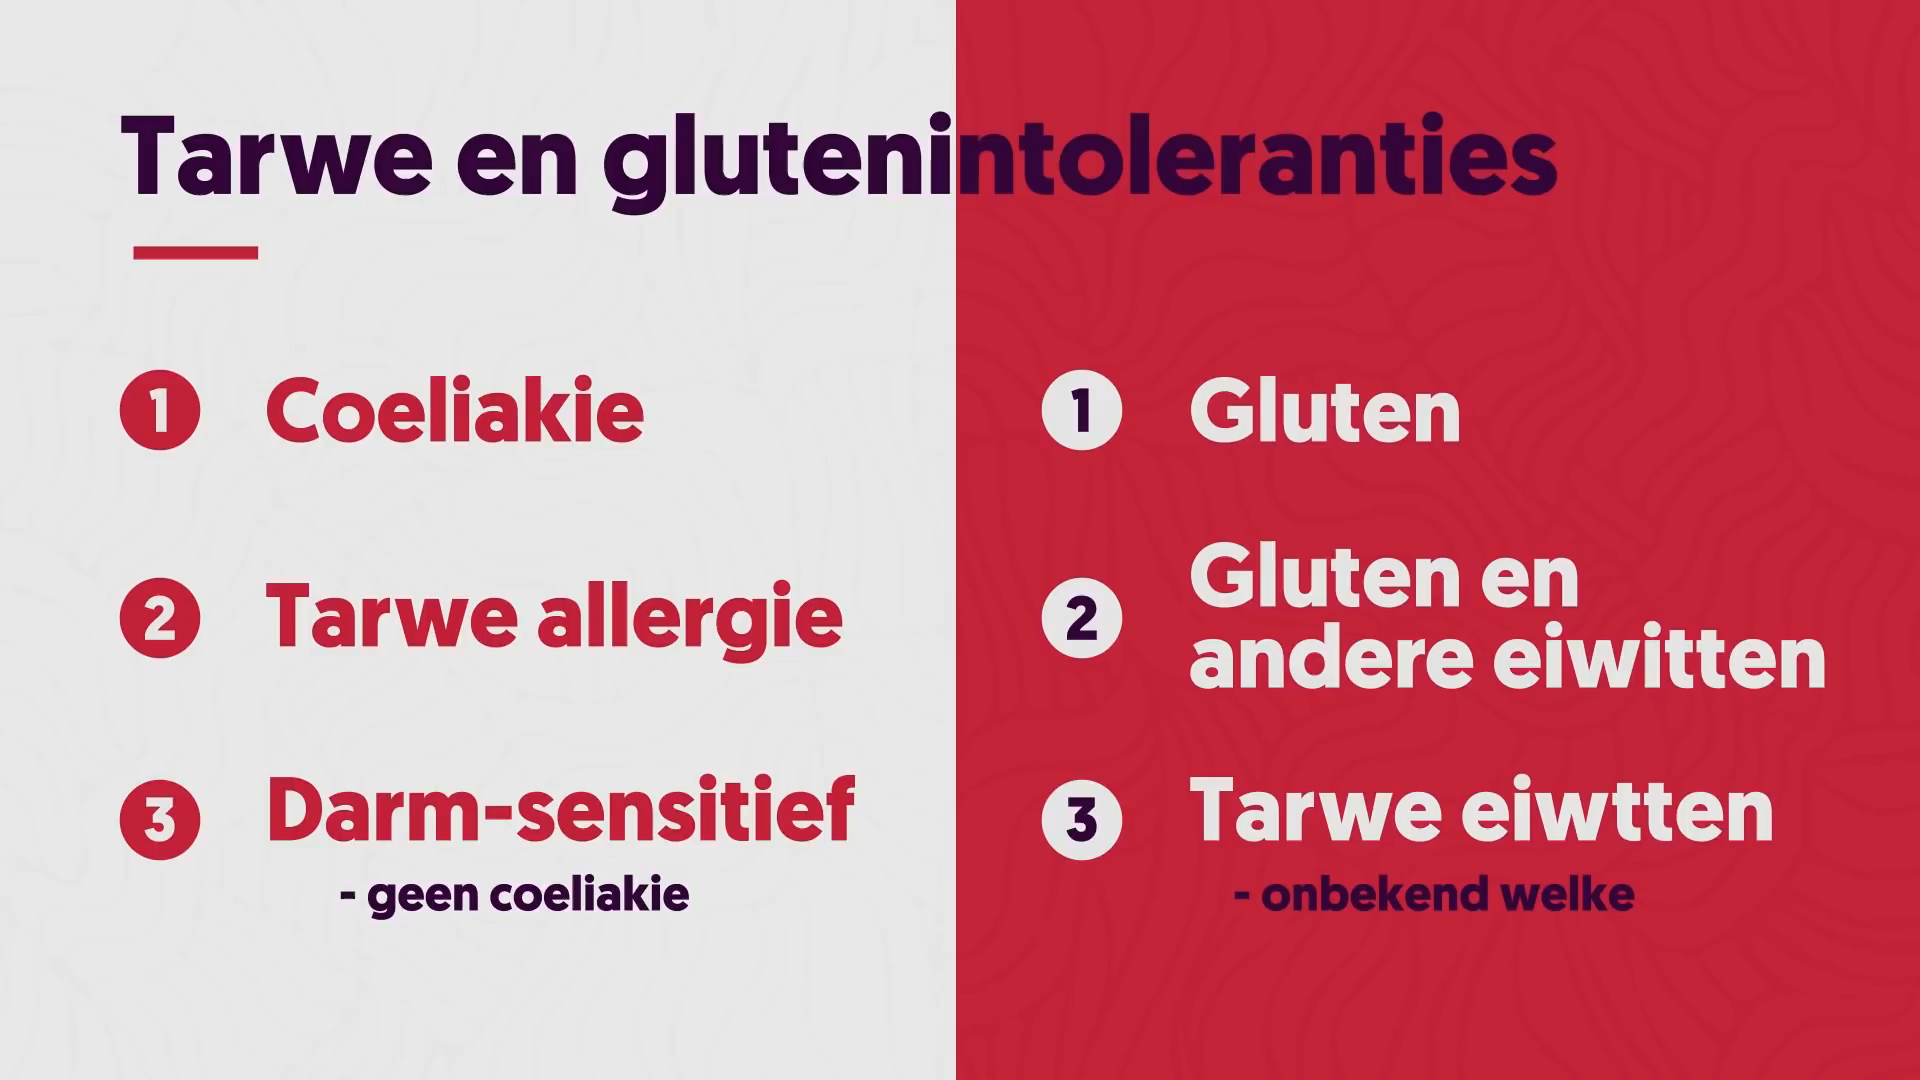 Tarwe en glutenintoleranties
1 Coeliakie
2 Tarwe allergie
3 Darm-sensitief
- geen coeliakie
1 Gluten
2 Gluten en
andere eiwitten
3 Tarwe eiwtten
- onbekend welke